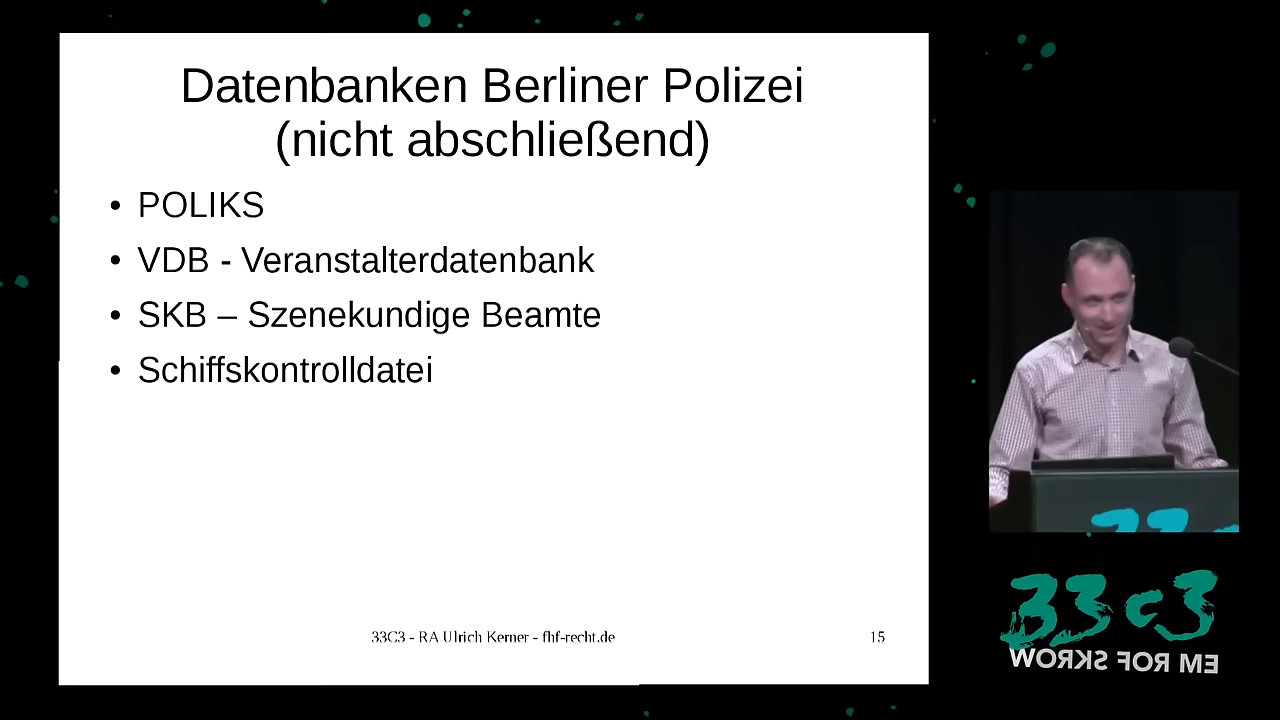 Datenbanken Berliner Polizei
(nicht abschließend)
• POLIKS
• VDB - Veranstalterdatenbank
• SKB – Szenekundige Beamte
• Schiffskontrolldatei
33C3 - RA Ulrich Kerner - fhf-recht.de
15
33c3
WORKS FOR ME